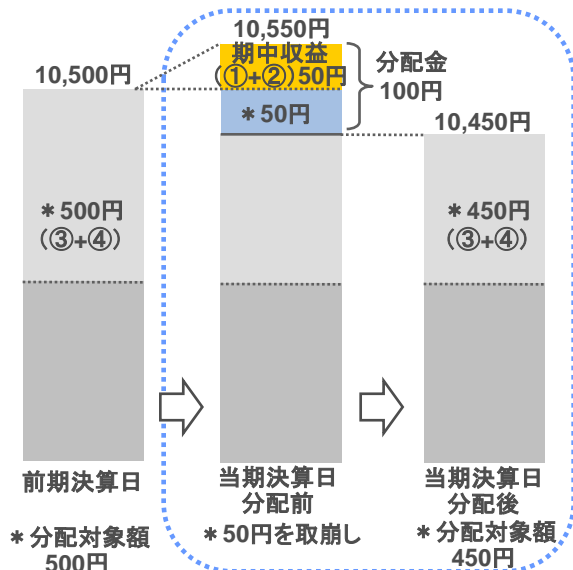 10,550円
期中収益
（①+②）50円
分配金
100円
10,500円
＊50円
10,450円
＊500円
（③+④）
＊450円
（③+④）
前期決算日
当期決算日
分配前
当期決算日
分配後
＊分配対象額
500円
＊50円を取崩し
＊分配対象額
450円